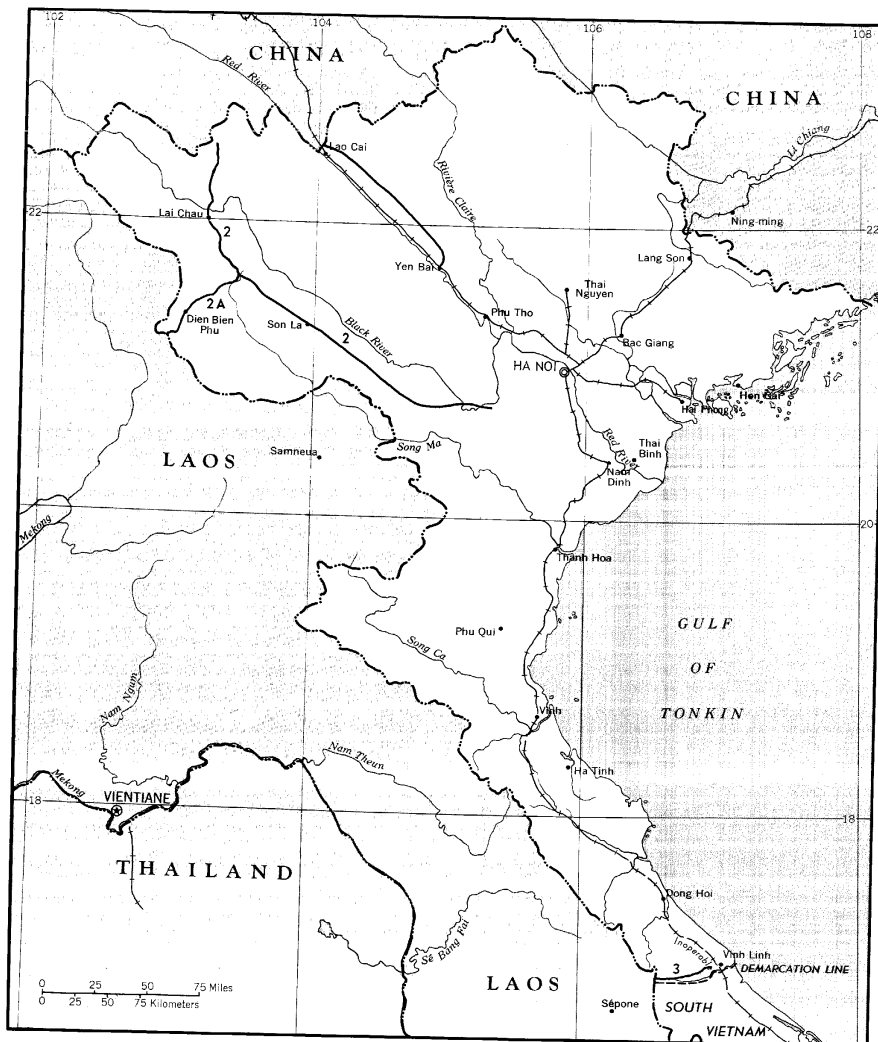 102
104
106
108
CHINA
Red River
CHINA
Li Chiang
Lao Cai
Rivière Claire
22
Lai Chau
Ning-ming
2
Lang Son
Yen Bai
Thai
Nguyen
2 A
Dien Bien
Phu
Son La
2
Black River
Phu Tho
Bac Giang
HA NOI
Hon Gai
Hai Phong
Red River
Song Ma
Thai
Binh
Samneua
LAOS
Nam
Dinh
Mekong
20
Thanh Hoa
Phu Qui
GULF
OF
TONKIN
Song Ca
Nam Ngum
Vinh
Nam Theun
Ha Tinh
Mekong
VIENTIANE
18
18
THAILAND
Dong Hoi
Sé Bang Fai
Inoperable
Vinh Linh
3
DEMARCATION LINE
LAOS
Sépone
SOUTH
VIETNAM
0 25 50 75 Miles
0 25 50 75 Kilometers